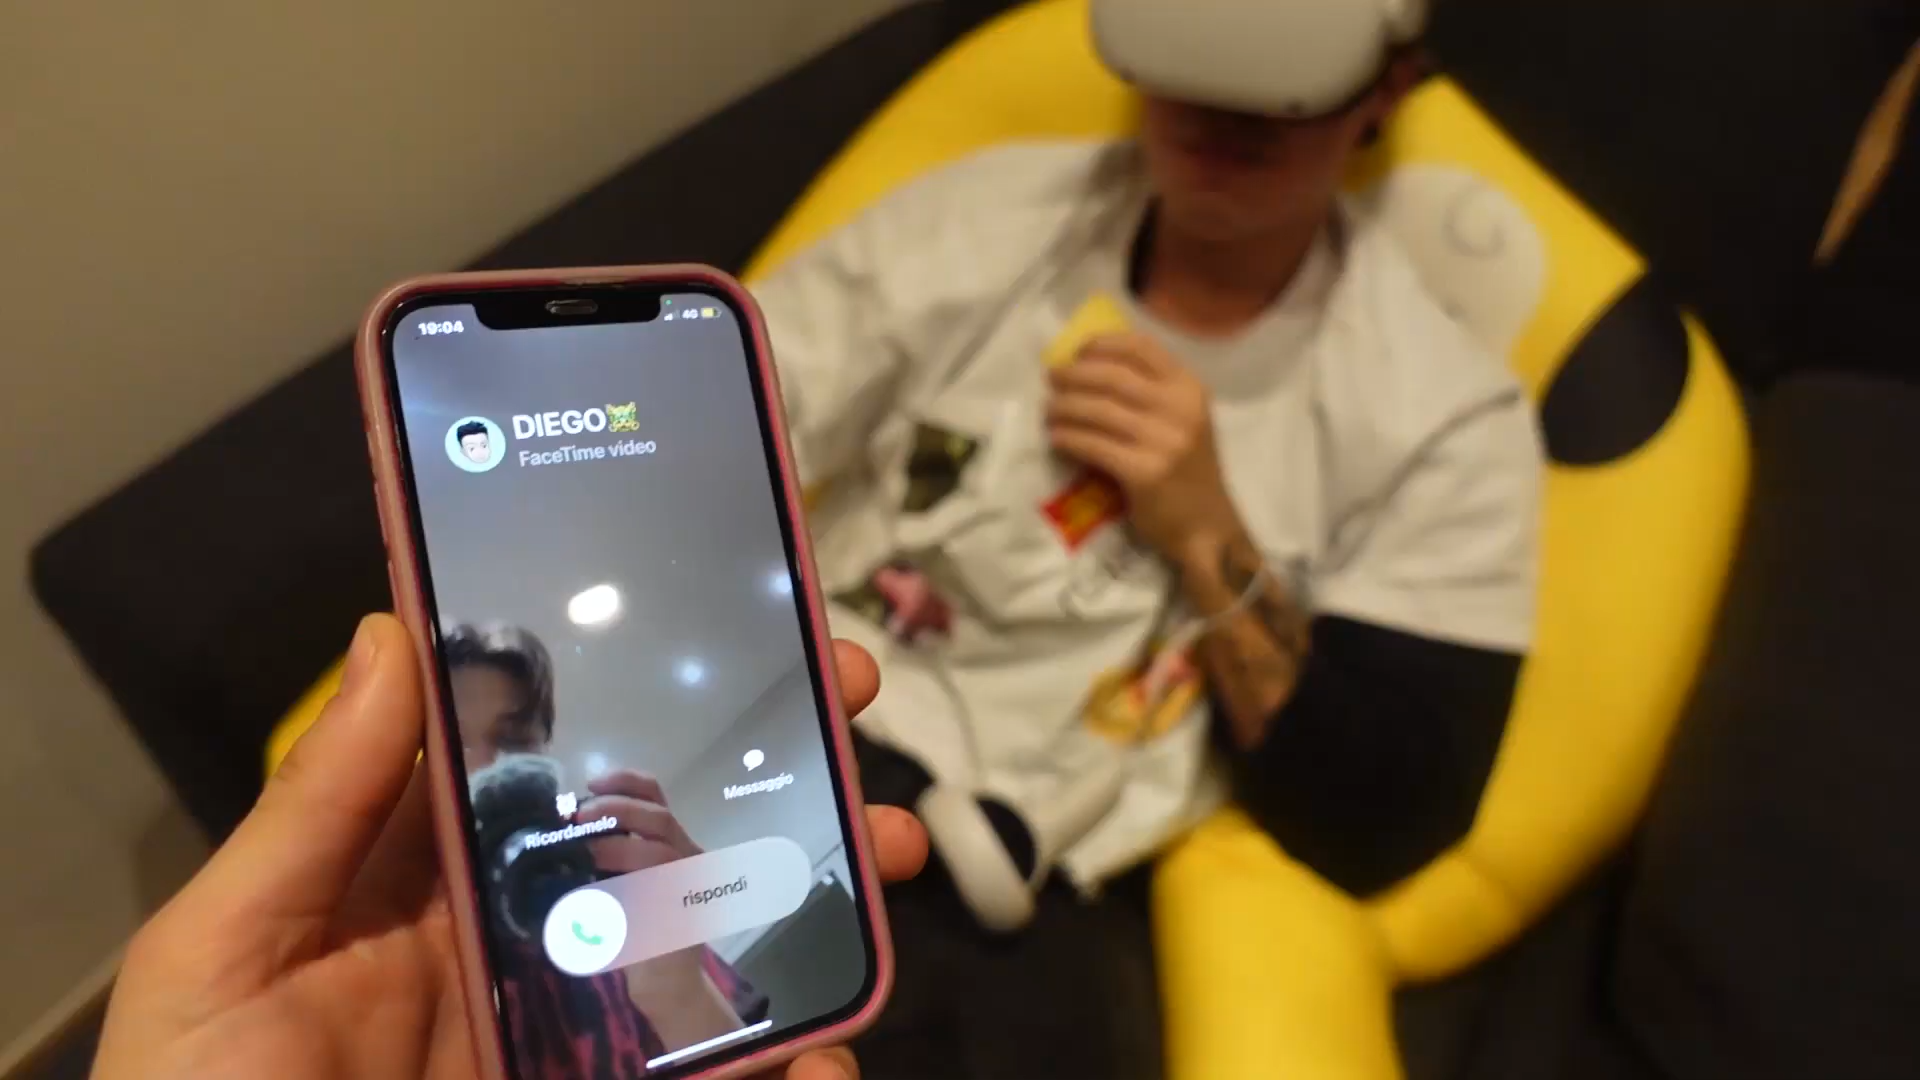 19:04
4G
DIEGO
FaceTime video
Messaggio
Ricordamelo
rispondi